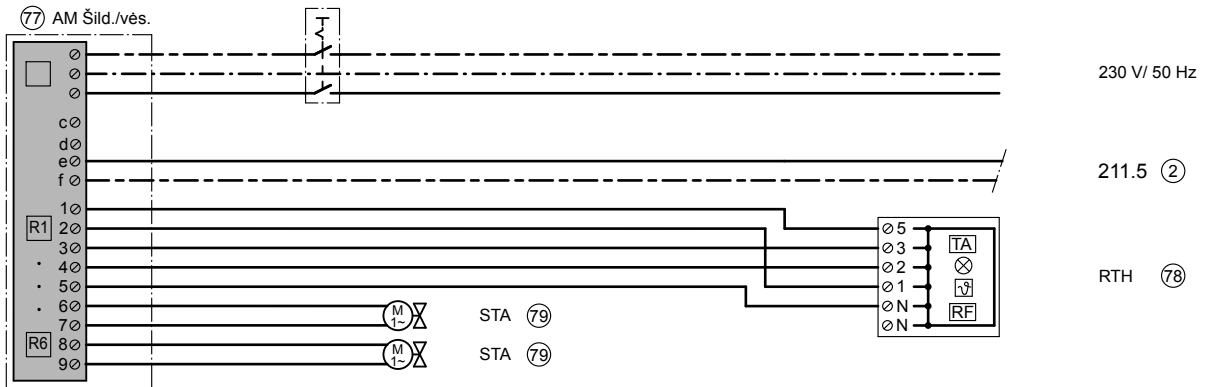 77 AM Šild./vės.
230 V/ 50 Hz
c
d
e
f
211.5 2
1
R1 2
3
4
5
6
7
R6 8
9
M 1~ STA 79
M 1~ STA 79
5
3 TA
2
1 ϑ
N RF
N
RTH 78